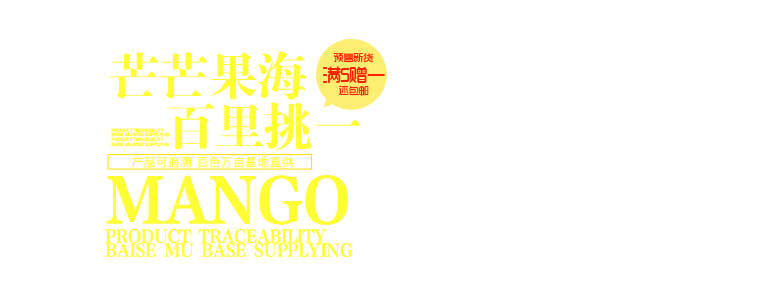 芒芒果海
百里挑一
预售新货
满5赠一
还包邮
PRODUCT TRACEABILITY
BAISE MU BASE SUPPLYING
PRODUCT TRACEABILITY
BAISE MU BASE SUPPLYING
产品可追溯 百色万亩基地直供
MANGO
PRODUCT TRACEABILITY
BAISE MU BASE SUPPLYING